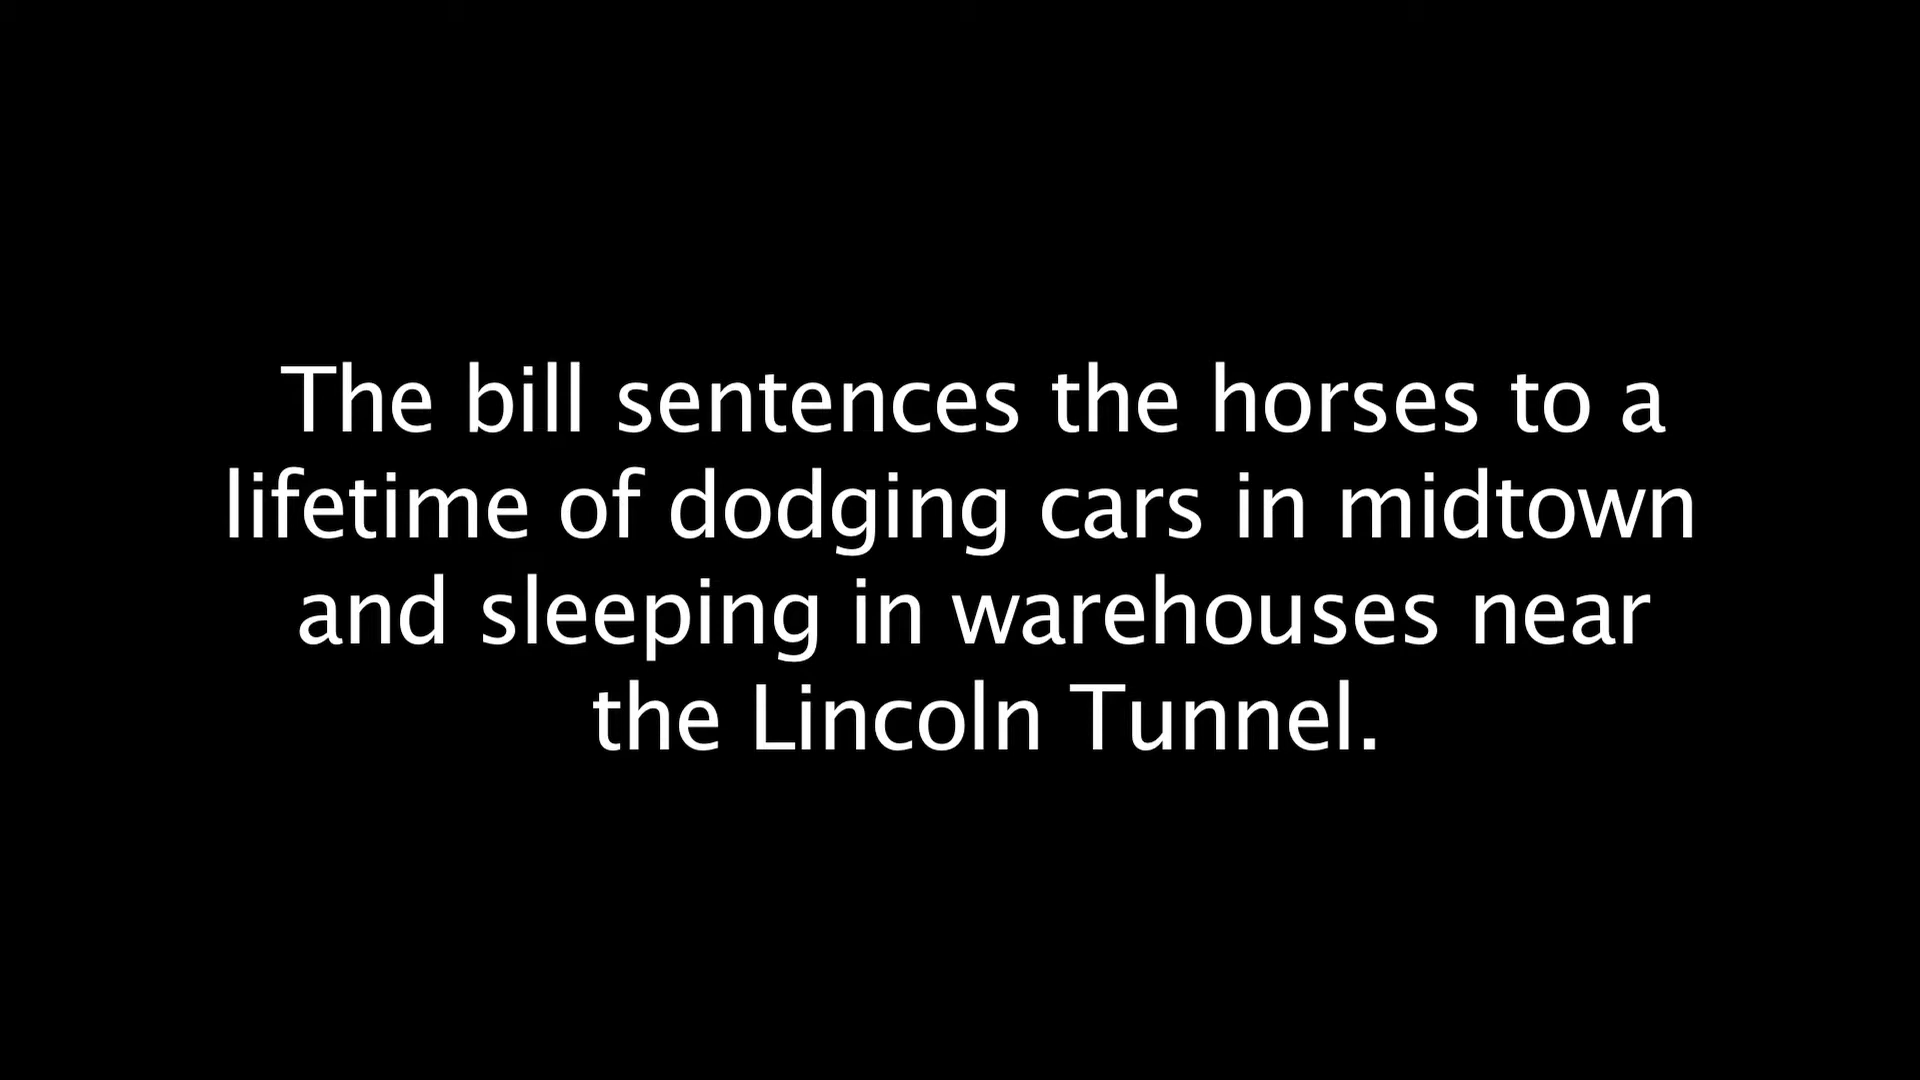 The bill sentences the horses to a
lifetime of dodging cars in midtown
and sleeping in warehouses near
the Lincoln Tunnel.